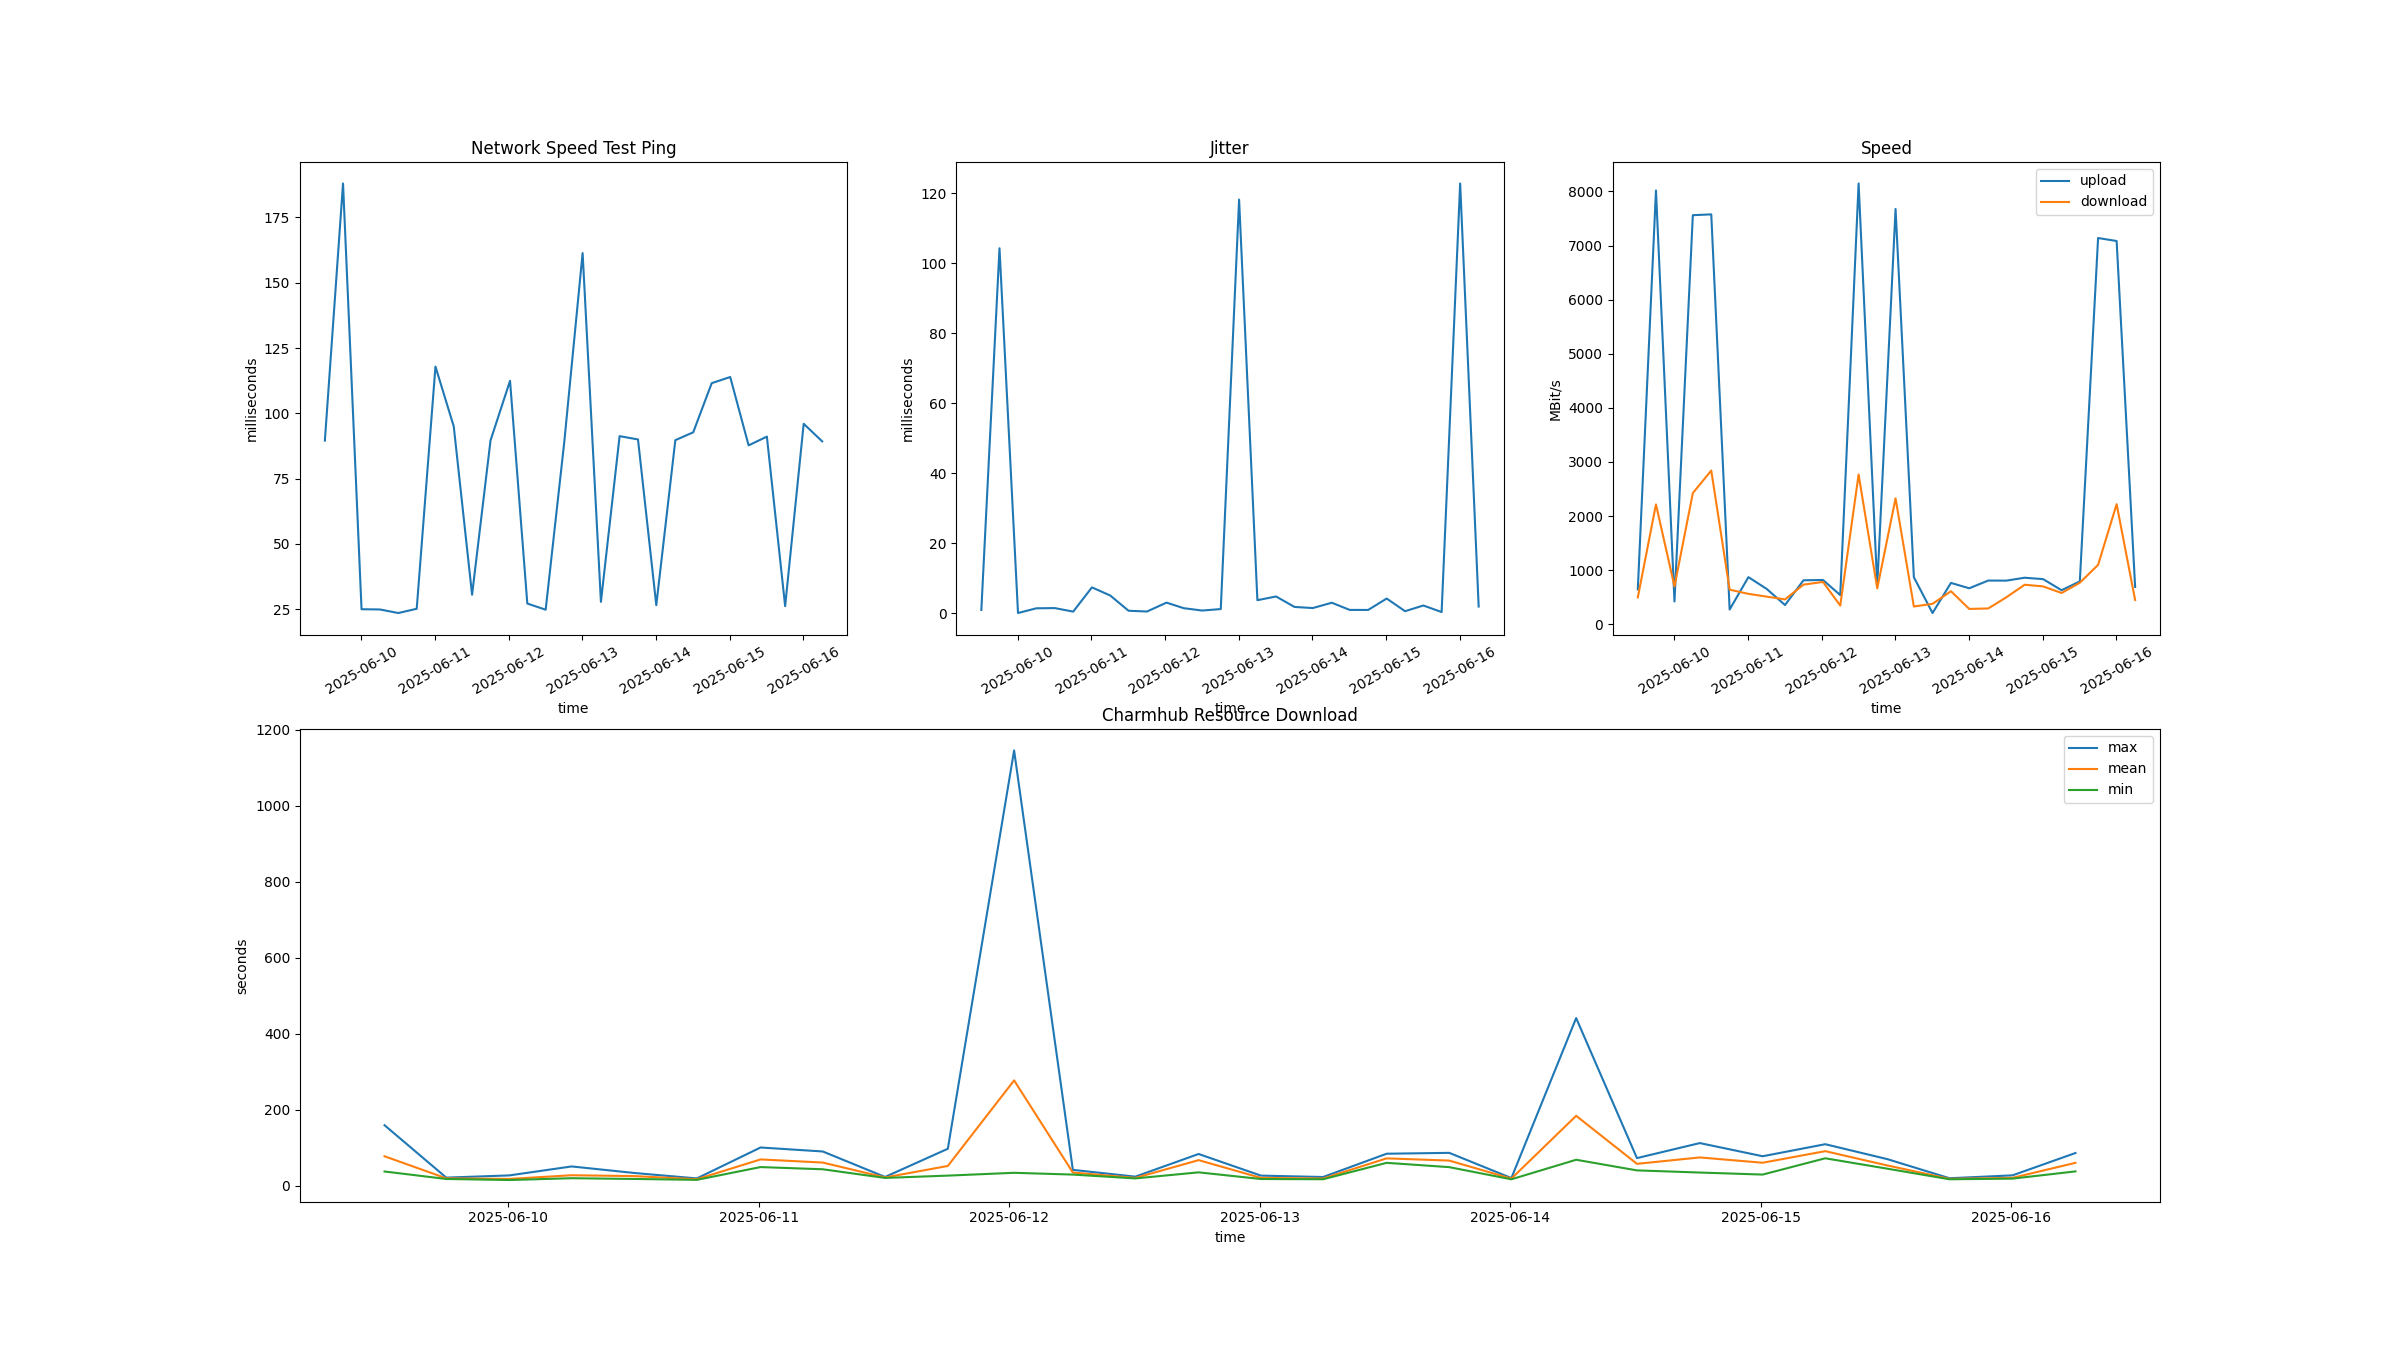 Network Speed Test Ping
175
150
125
100
75
50
25
milliseconds
2025-06-10 2025-06-11 2025-06-12 2025-06-13 2025-06-14 2025-06-15 2025-06-16
time
Jitter
120
100
80
60
40
20
0
milliseconds
2025-06-10 2025-06-11 2025-06-12 2025-06-13 2025-06-14 2025-06-15 2025-06-16
time
Speed
upload
download
8000
7000
6000
5000
4000
3000
2000
1000
0
MBit/s
2025-06-10 2025-06-11 2025-06-12 2025-06-13 2025-06-14 2025-06-15 2025-06-16
time
Charmhub Resource Download
max
mean
min
1200
1000
800
600
400
200
0
seconds
2025-06-10 2025-06-11 2025-06-12 2025-06-13 2025-06-14 2025-06-15 2025-06-16
time